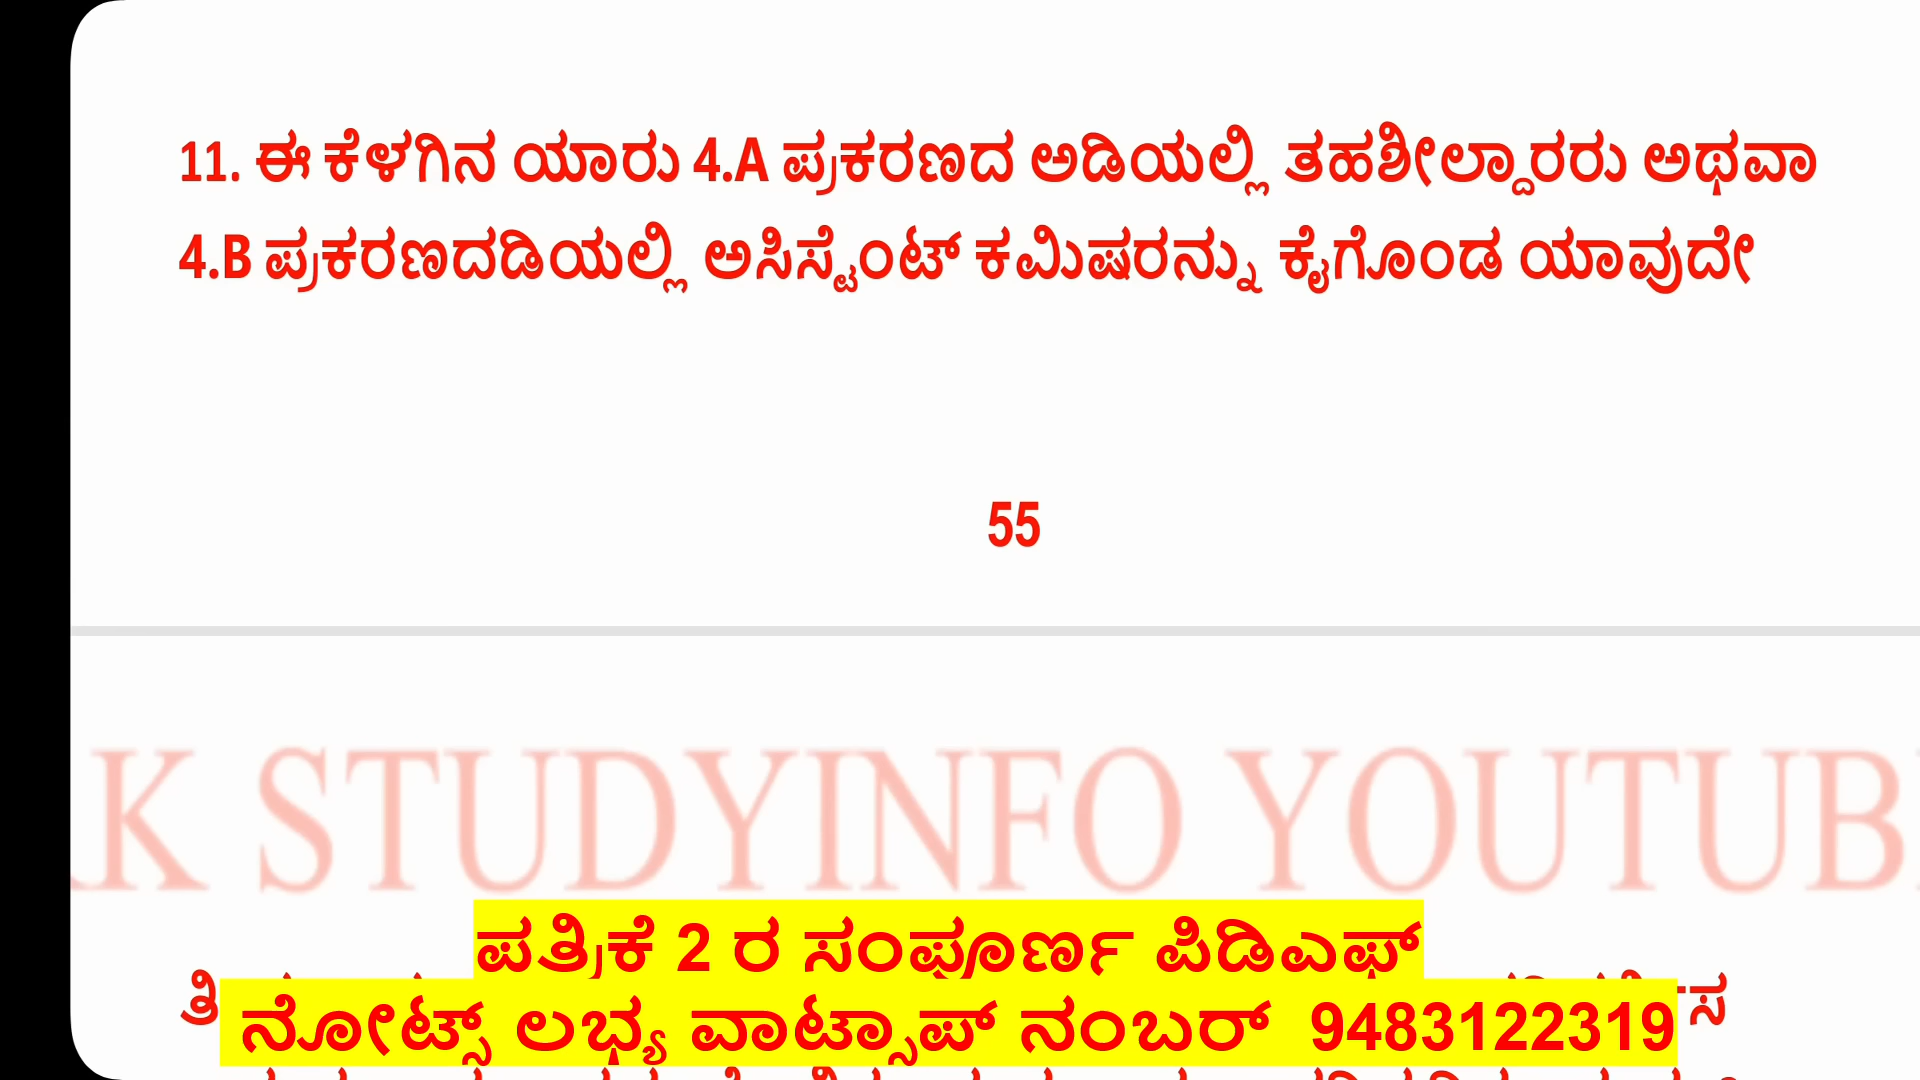 11. ಈ ಕೆಳಗಿನ ಯಾರು 4.A ಪ್ರಕರಣದ ಅಡಿಯಲ್ಲಿ ತಹಶೀಲ್ದಾರರು ಅಥವಾ
4.B ಪ್ರಕರಣದಡಿಯಲ್ಲಿ ಅಸಿಸ್ಟೆಂಟ್ ಕಮಿಷರನ್ನು ಕೈಗೊಂಡ ಯಾವುದೇ
55
K STUDYINFO YOUTUB
ಪತ್ರಿಕೆ 2 ರ ಸಂಪೂರ್ಣ ಪಿಡಿಎಫ್
ನೋಟ್ಸ್ ಲಭ್ಯ ವಾಟ್ಸಾಪ್ ನಂಬರ್ 9483122319